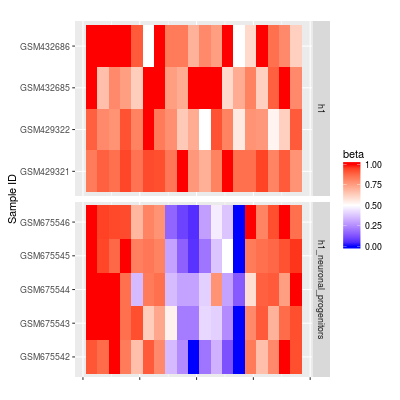 GSM432686
GSM432685
GSM429322
GSM429321
h1
GSM675546
GSM675545
GSM675544
GSM675543
GSM675542
h1_neuronal_progenitors
Sample ID
beta
1.00
0.75
0.50
0.25
0.00